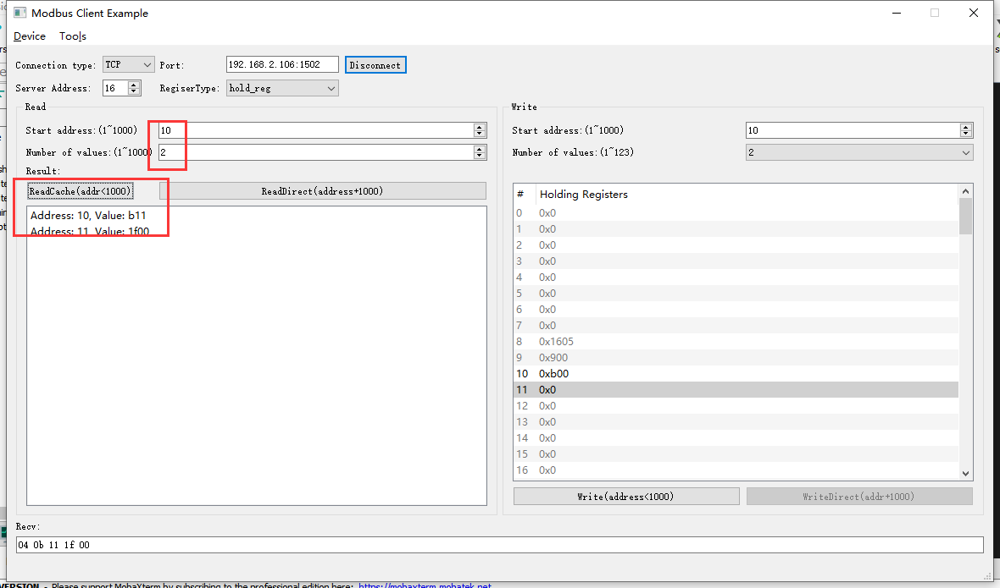 Modbus Client Example
Device Tools
Connection type: TCP Port: 192.168.2.106:1502 Disconnect
Server Address: 16 RegiserType: hold_reg
Read
Start address:(1~1000) 10
Number of values:(1~1000) 2
Result:
ReadCache(addr<1000) ReadDirect(address+1000)
Address: 10, Value: b11
Address: 11, Value: 1f00
Write
Start address:(1~1000) 10
Number of values:(1~123) 2
# Holding Registers
0 0x0
1 0x0
2 0x0
3 0x0
4 0x0
5 0x0
6 0x0
7 0x0
8 0x1605
9 0x900
10 0xb00
11 0x0
12 0x0
13 0x0
14 0x0
15 0x0
16 0x0
Write(address<1000) WriteDirect(addr+1000)
Recv:
04 0b 11 1f 00
VERSION - Please support MobaXterm by subscribing to the professional edition here: https://mobaxterm.mobatek.net